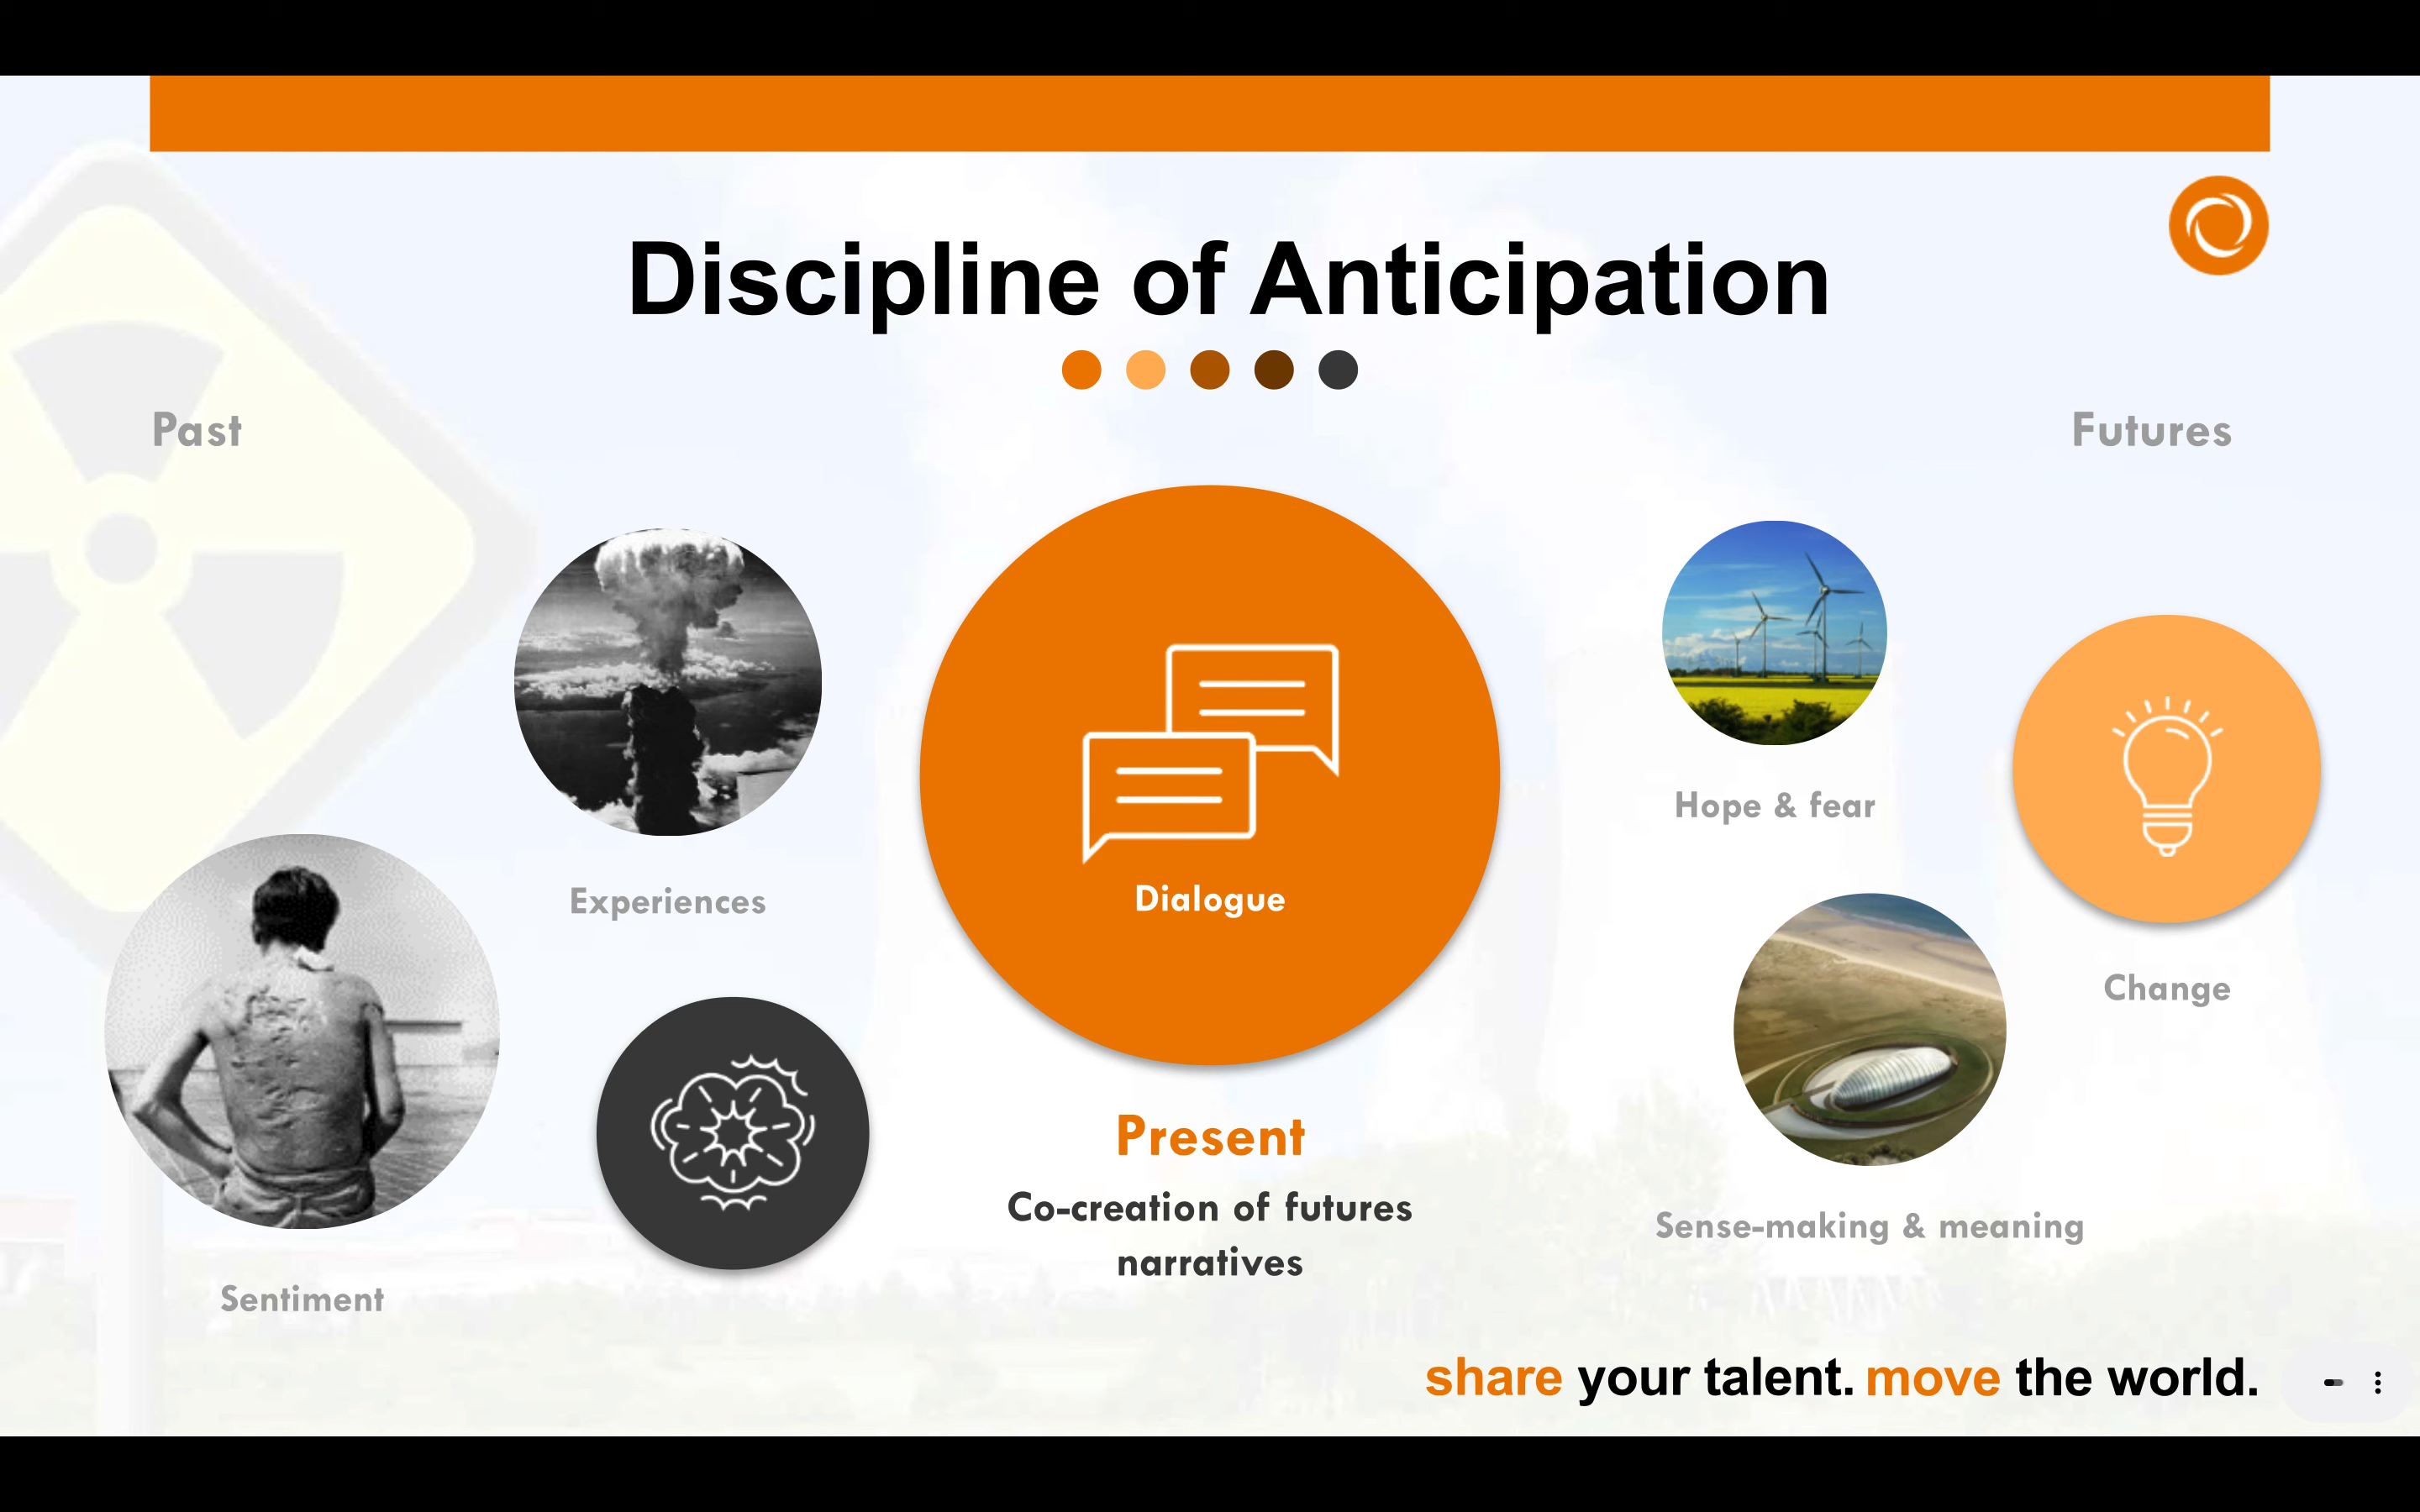 Discipline of Anticipation
Past
Futures
Experiences
Sentiment
Dialogue
Present
Co-creation of futures
narratives
Hope & fear
Change
Sense-making & meaning
share your talent. move the world.